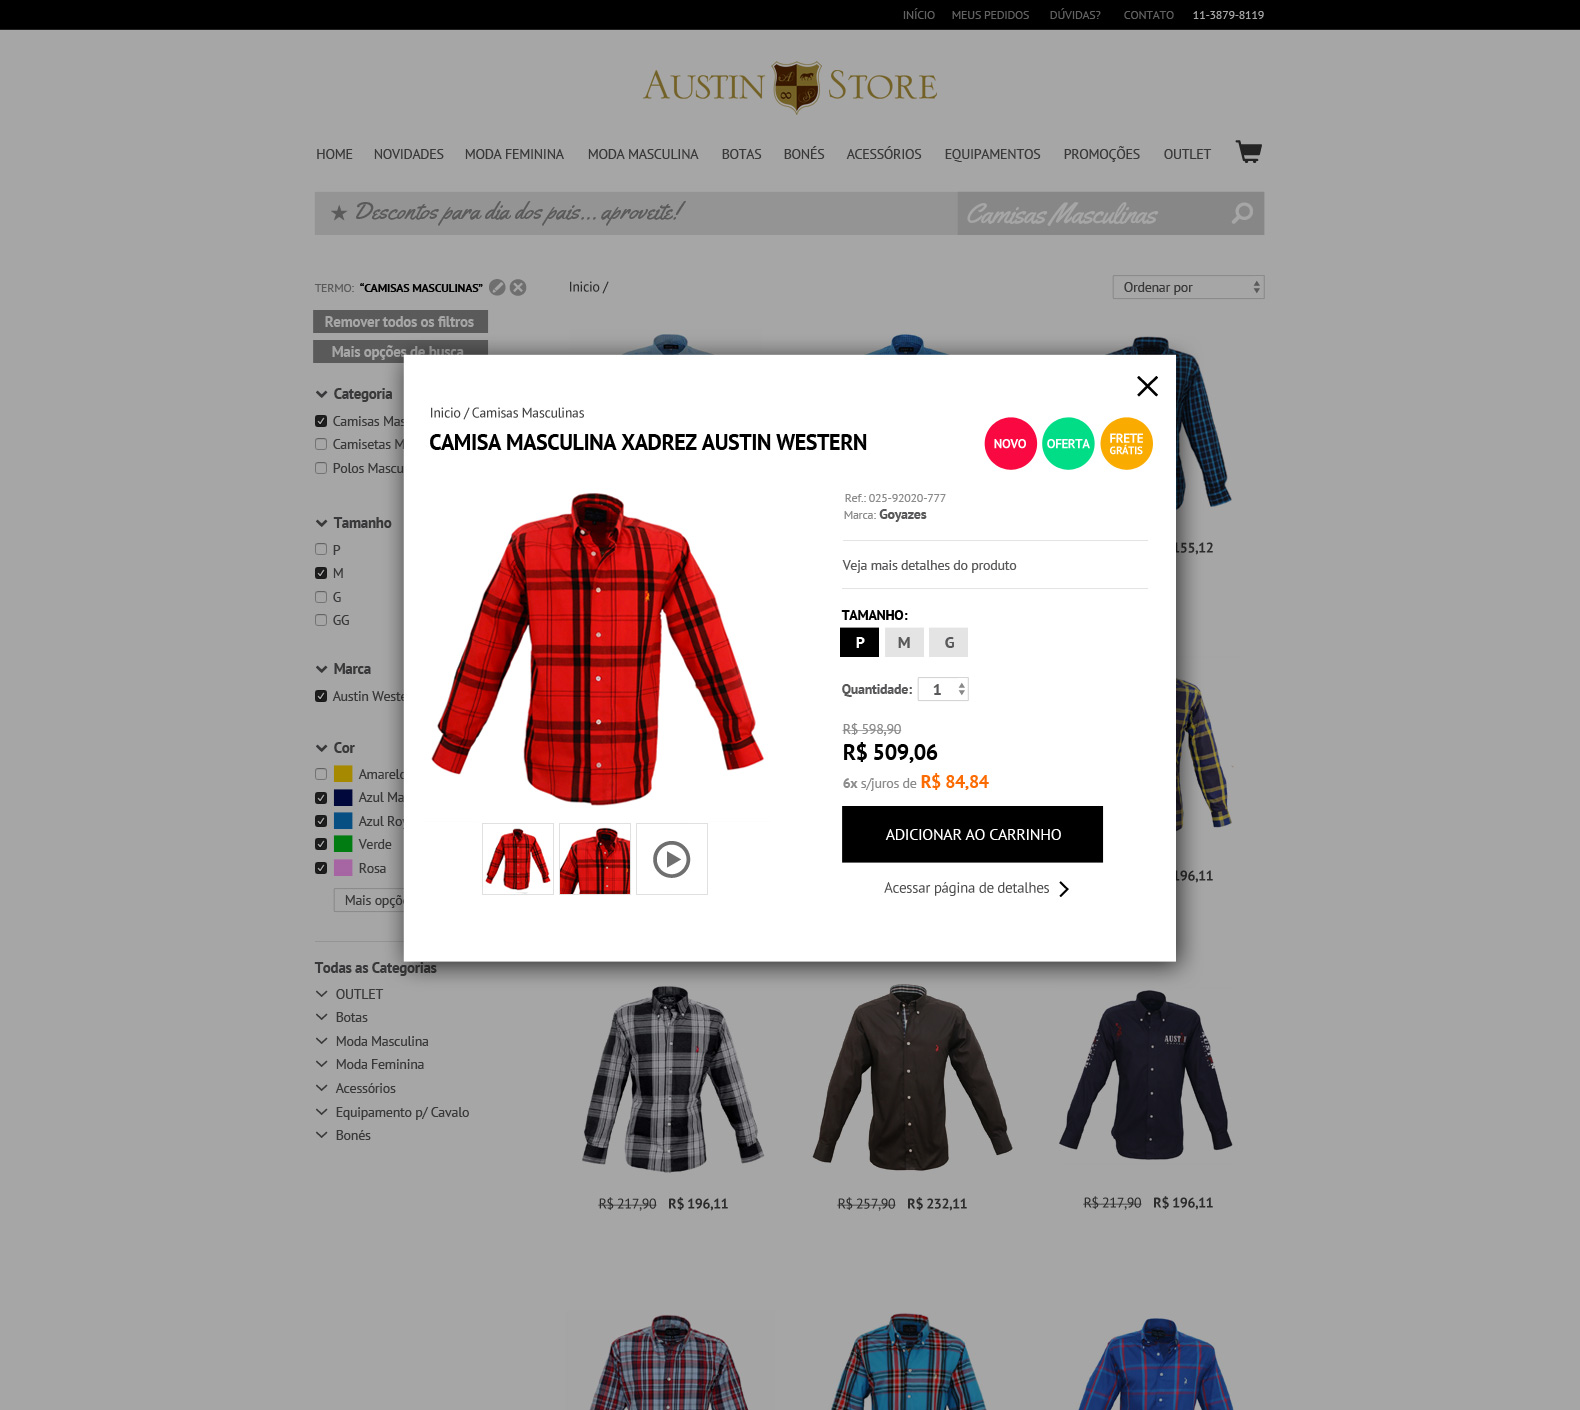 INÍCIO MEUS PEDIDOS DÚVIDAS? CONTATO 11-3879-8119
AUSTIN STORE
HOME NOVIDADES MODA FEMININA MODA MASCULINA BOTAS BONÉS ACESSÓRIOS EQUIPAMENTOS PROMOÇÕES OUTLET
★ Descontos para dia dos pais... aproveite!
Camisas Masculinas
TERMO: "CAMISAS MASCULINAS"
Inicio /
Ordenar por
Remover todos os filtros
Mais opções de busca
Categoria
Camisas Mas
Camisetas M
Polos Mascu
Tamanho
P
M
G
GG
Marca
Austin Weste
Cor
Amarelo
Azul Ma
Azul Ro
Verde
Rosa
Mais opçõ
Todas as Categorias
OUTLET
Botas
Moda Masculina
Moda Feminina
Acessórios
Equipamento p/ Cavalo
Bonés
Inicio / Camisas Masculinas
CAMISA MASCULINA XADREZ AUSTIN WESTERN
NOVO
OFERTA
FRETE
GRÁTIS
Ref.: 025-92020-777
Marca: Goyazes
Veja mais detalhes do produto
TAMANHO:
P M G
Quantidade: 1
R$ 598,90
R$ 509,06
6x s/juros de R$ 84,84
ADICIONAR AO CARRINHO
Acessar página de detalhes
155,12
196,11
R$ 217,90 R$ 196,11
R$ 257,90 R$ 232,11
R$ 217,90 R$ 196,11